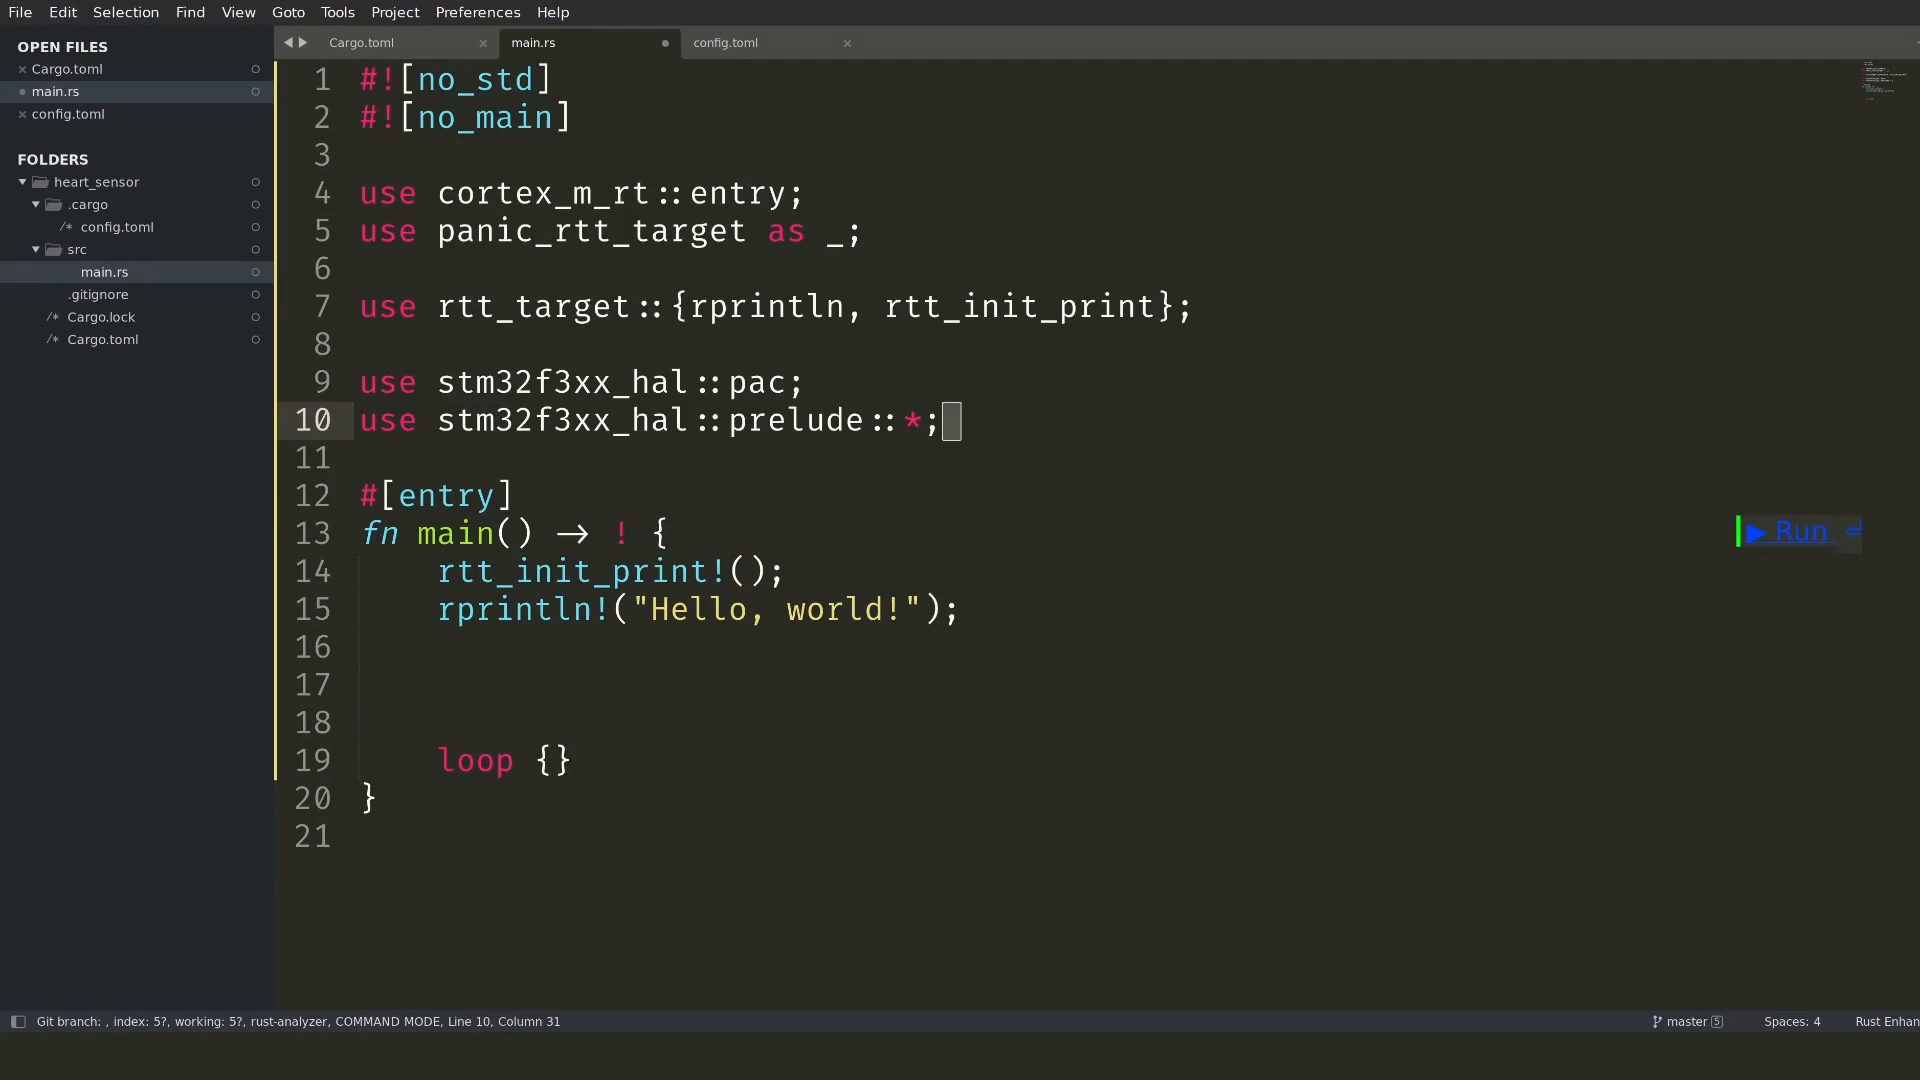 File Edit Selection Find View Goto Tools Project Preferences Help
OPEN FILES
Cargo.toml
main.rs
config.toml
FOLDERS
heart_sensor
.cargo
/* config.toml
src
main.rs
.gitignore
/* Cargo.lock
/* Cargo.toml
Cargo.toml main.rs config.toml
1 #![no_std]
2 #![no_main]
3
4 use cortex_m_rt::entry;
5 use panic_rtt_target as _;
6
7 use rtt_target::{rprintln, rtt_init_print};
8
9 use stm32f3xx_hal::pac;
10 use stm32f3xx_hal::prelude::*;
11
12 #[entry]
13 fn main() -> ! {
▶ Run
14 rtt_init_print!();
15 rprintln!("Hello, world!");
16
17
18
19 loop {}
20 }
21
Git branch: , index: 5?, working: 5?, rust-analyzer, COMMAND MODE, Line 10, Column 31
master 5 Spaces: 4 Rust Enhan